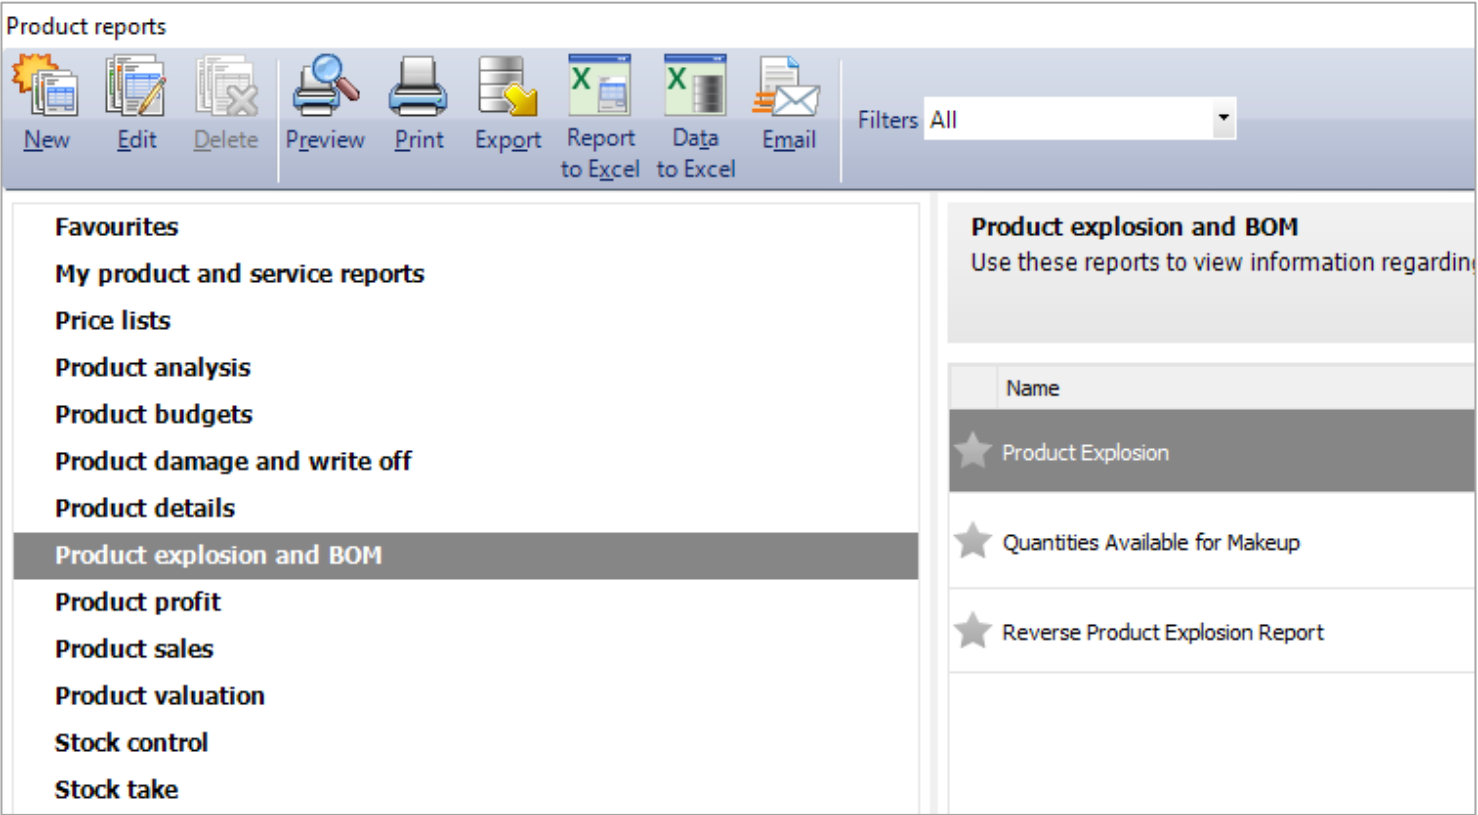 Product reports
New
Edit
Delete
Preview
Print
Export
Report
to Excel
Data
to Excel
Email
Filters
All
Favourites
My product and service reports
Price lists
Product analysis
Product budgets
Product damage and write off
Product details
Product explosion and BOM
Product profit
Product sales
Product valuation
Stock control
Stock take
Product explosion and BOM
Use these reports to view information
Name
Product Explosion
Quantities Available for Makeup
Reverse Product Explosion Report